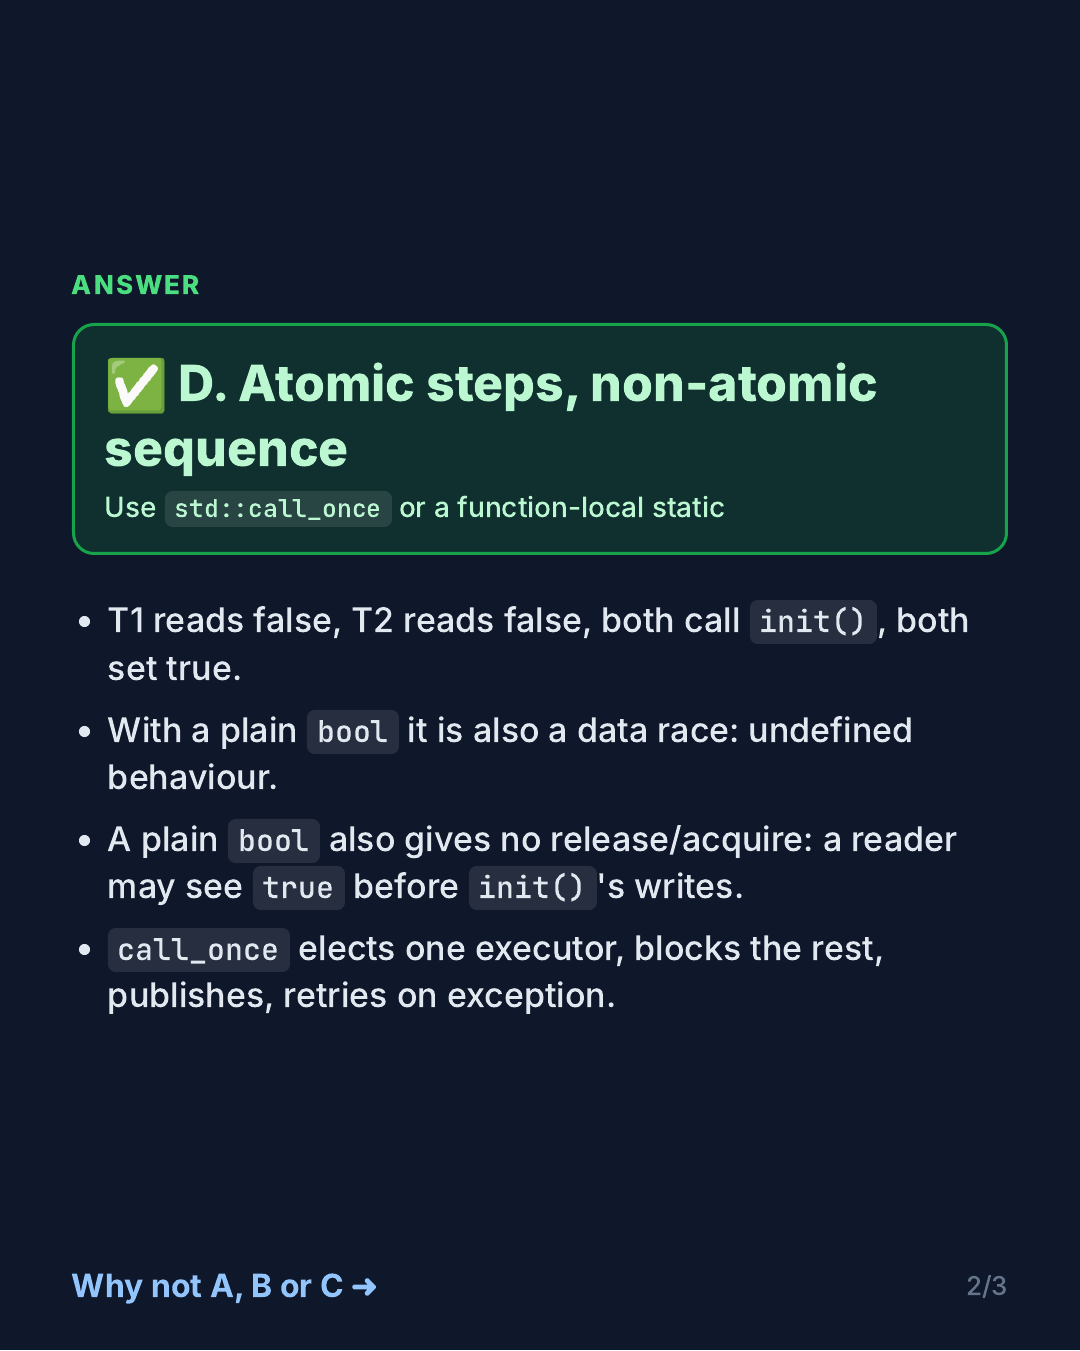 ANSWER
✅ D. Atomic steps, non-atomic
sequence
Use std::call_once or a function-local static
• T1 reads false, T2 reads false, both call init(), both
set true.
• With a plain bool it is also a data race: undefined
behaviour.
• A plain bool also gives no release/acquire: a reader
may see true before init()'s writes.
• call_once elects one executor, blocks the rest,
publishes, retries on exception.
Why not A, B or C ➜
2/3